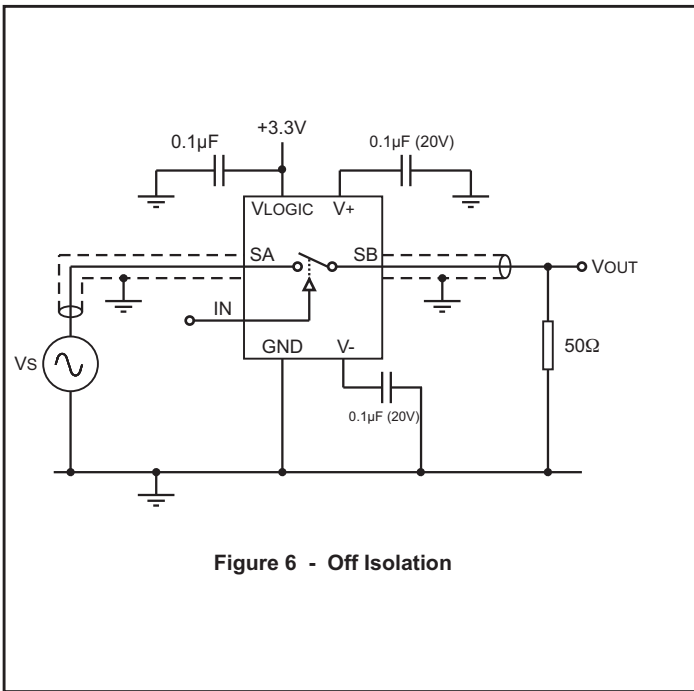 +3.3V
0.1µF
0.1µF (20V)
VLOGIC
V+
SA
SB
VOUT
IN
GND
V-
VS
50Ω
0.1µF (20V)
Figure 6 - Off Isolation